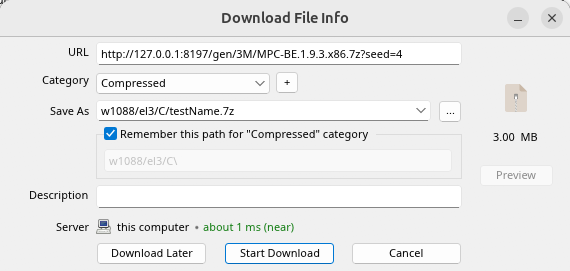 Download File Info
URL http://127.0.0.1:8197/gen/3M/MPC-BE.1.9.3.x86.7z?seed=4
Category Compressed +
Save As w1088/el3/C/testName.7z ...
Remember this path for "Compressed" category
w1088/el3/C\
3.00 MB
Preview
Description
Server this computer • about 1 ms (near)
Download Later Start Download Cancel